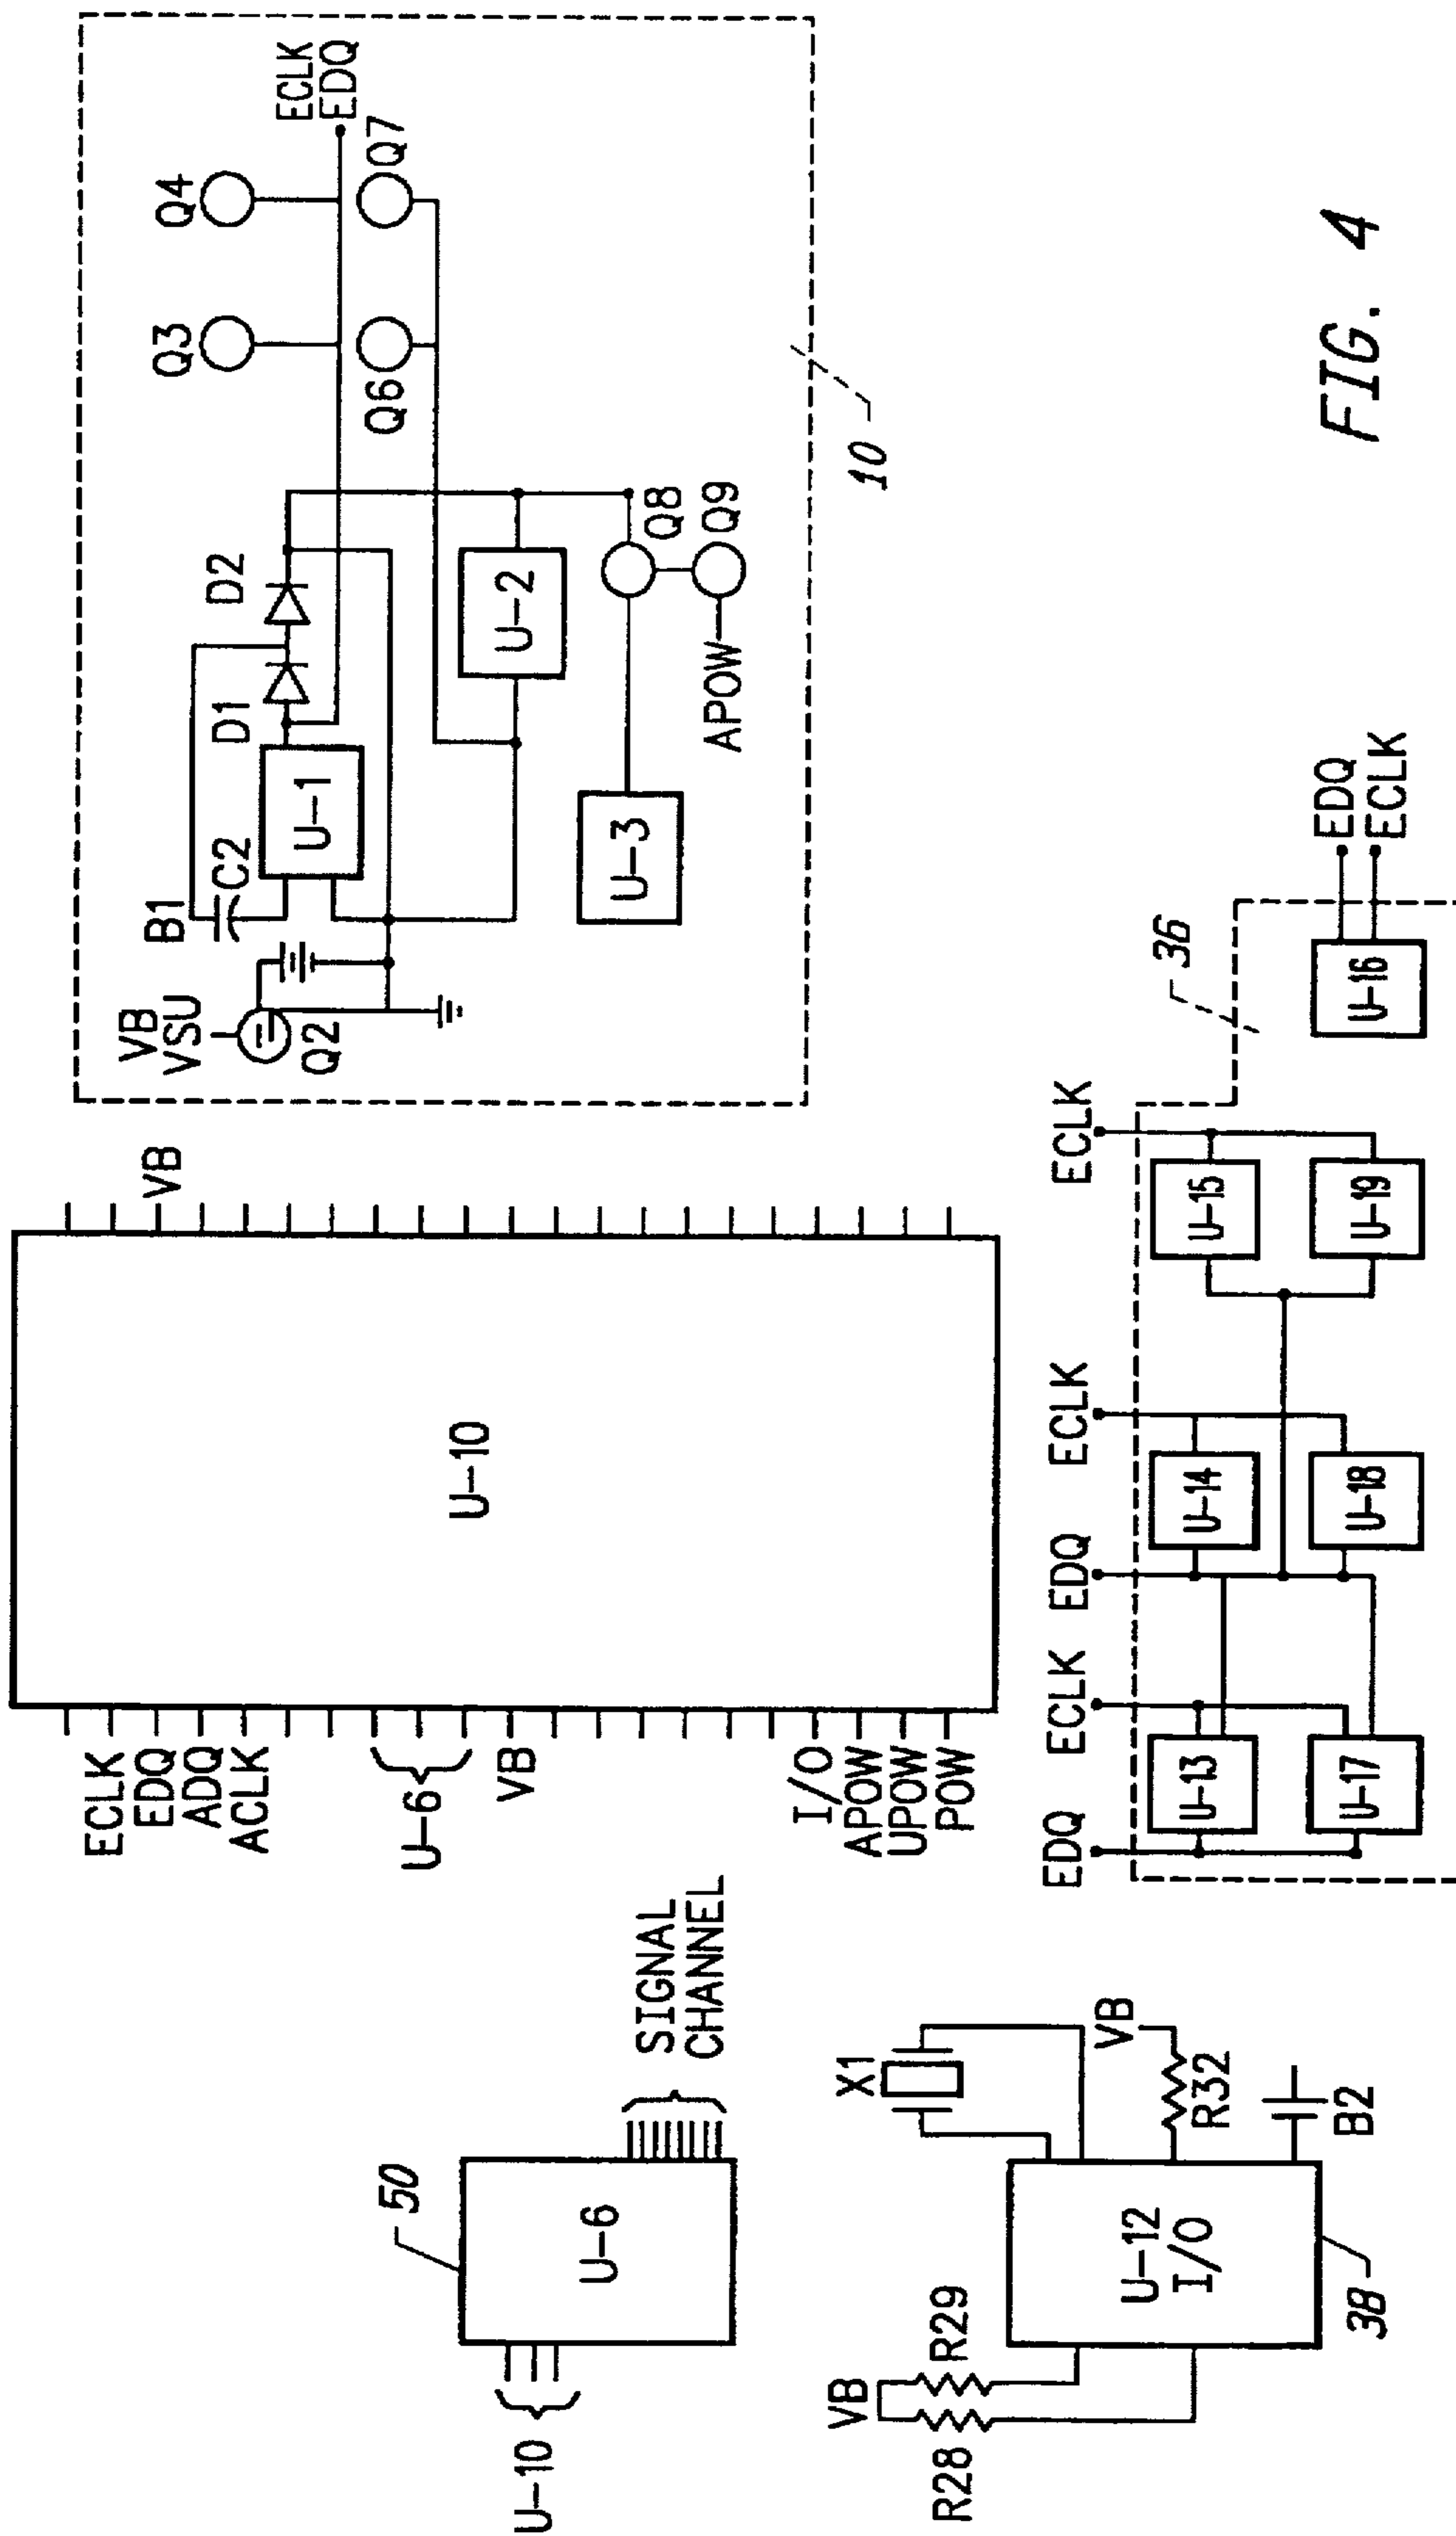 U-10
50
U-6
SIGNAL
CHANNEL
VB
R28
R29
U-12
I/O
38
X1
VB
R32
B2
ECLK
EDQ
ADQ
ACLK
U-6
VB
I/O
APOW
UPOW
POW
U-10
VB
EDQ
ECLK
EDQ
ECLK
ECLK
U-13
U-14
U-15
U-17
U-18
U-19
36
U-16
EDQ
ECLK
VB
VSU
Q2
B1
C2
U-1
D1
D2
Q3
Q4
ECLK
EDQ
Q6
Q7
U-2
U-3
Q8
APOW
Q9
10
FIG. 4